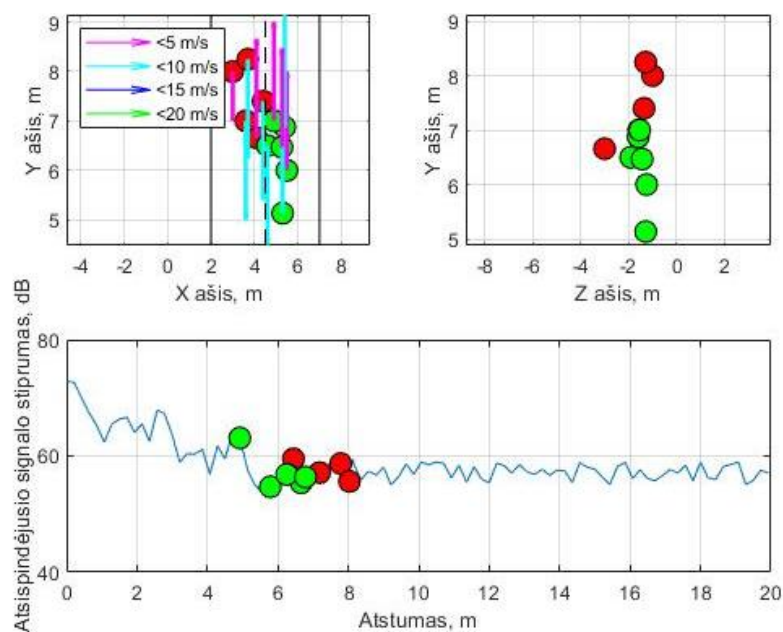 9
8
7
6
5
Y ašis, m
<5 m/s
<10 m/s
<15 m/s
<20 m/s
-4 -2 0 2 4 6 8
X ašis, m
9
8
7
6
5
Y ašis, m
-8 -6 -4 -2 0 2
Z ašis, m
Atsispindėjusio signalo stiprumas, dB
80
60
40
0 2 4 6 8 10 12 14 16 18 20
Atstumas, m